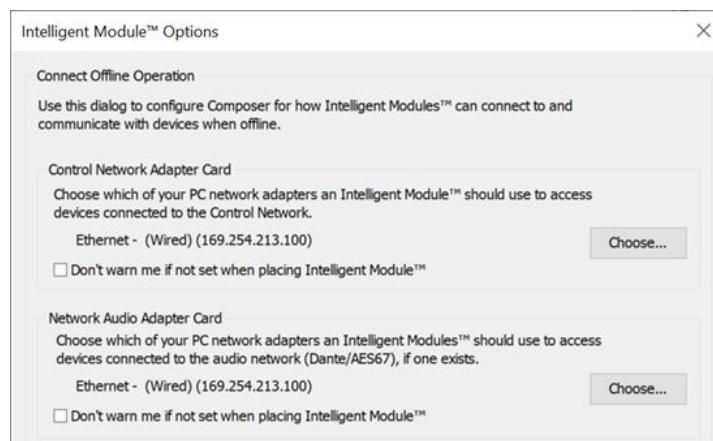 Intelligent Module™ Options
Connect Offline Operation
Use this dialog to configure Composer for how Intelligent Modules™ can connect to and
communicate with devices when offline.
Control Network Adapter Card
Choose which of your PC network adapters an Intelligent Module™ should use to access
devices connected to the Control Network.
Ethernet - (Wired) (169.254.213.100)
Choose...
Don't warn me if not set when placing Intelligent Module™
Network Audio Adapter Card
Choose which of your PC network adapters an Intelligent Modules™ should use to access
devices connected to the audio network (Dante/AES67), if one exists.
Ethernet - (Wired) (169.254.213.100)
Choose...
Don't warn me if not set when placing Intelligent Module™